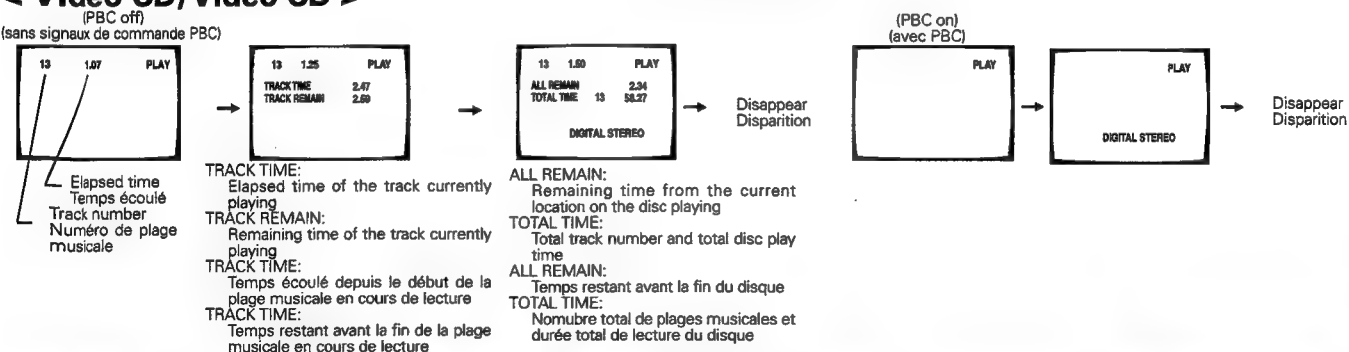 < Video CD/Vidéo CD >
(PBC off)
(sans signaux de commande PBC)
13 1.07 PLAY
Elapsed time
Temps écoulé
Track number
Numéro de plage
musicale
13 1.25 PLAY
TRACK TIME 2.47
TRACK REMAIN 2.59
TRACK TIME:
Elapsed time of the track currently
playing
TRACK REMAIN:
Remaining time of the track currently
playing
TRACK TIME:
Temps écoulé depuis le début de la
plage musicale en cours de lecture
TRACK TIME:
Temps restant avant la fin de la plage
musicale en cours de lecture
13 1.50 PLAY
ALL REMAIN 2.34
TOTAL TIME 13 58.27
DIGITAL STEREO
ALL REMAIN:
Remaining time from the current
location on the disc playing
TOTAL TIME:
Total track number and total disc play
time
ALL REMAIN:
Temps restant avant la fin du disque
TOTAL TIME:
Nomubre total de plages musicales et
durée total de lecture du disque
Disappear
Disparition
(PBC on)
(avec PBC)
PLAY
PLAY
DIGITAL STEREO
Disappear
Disparition